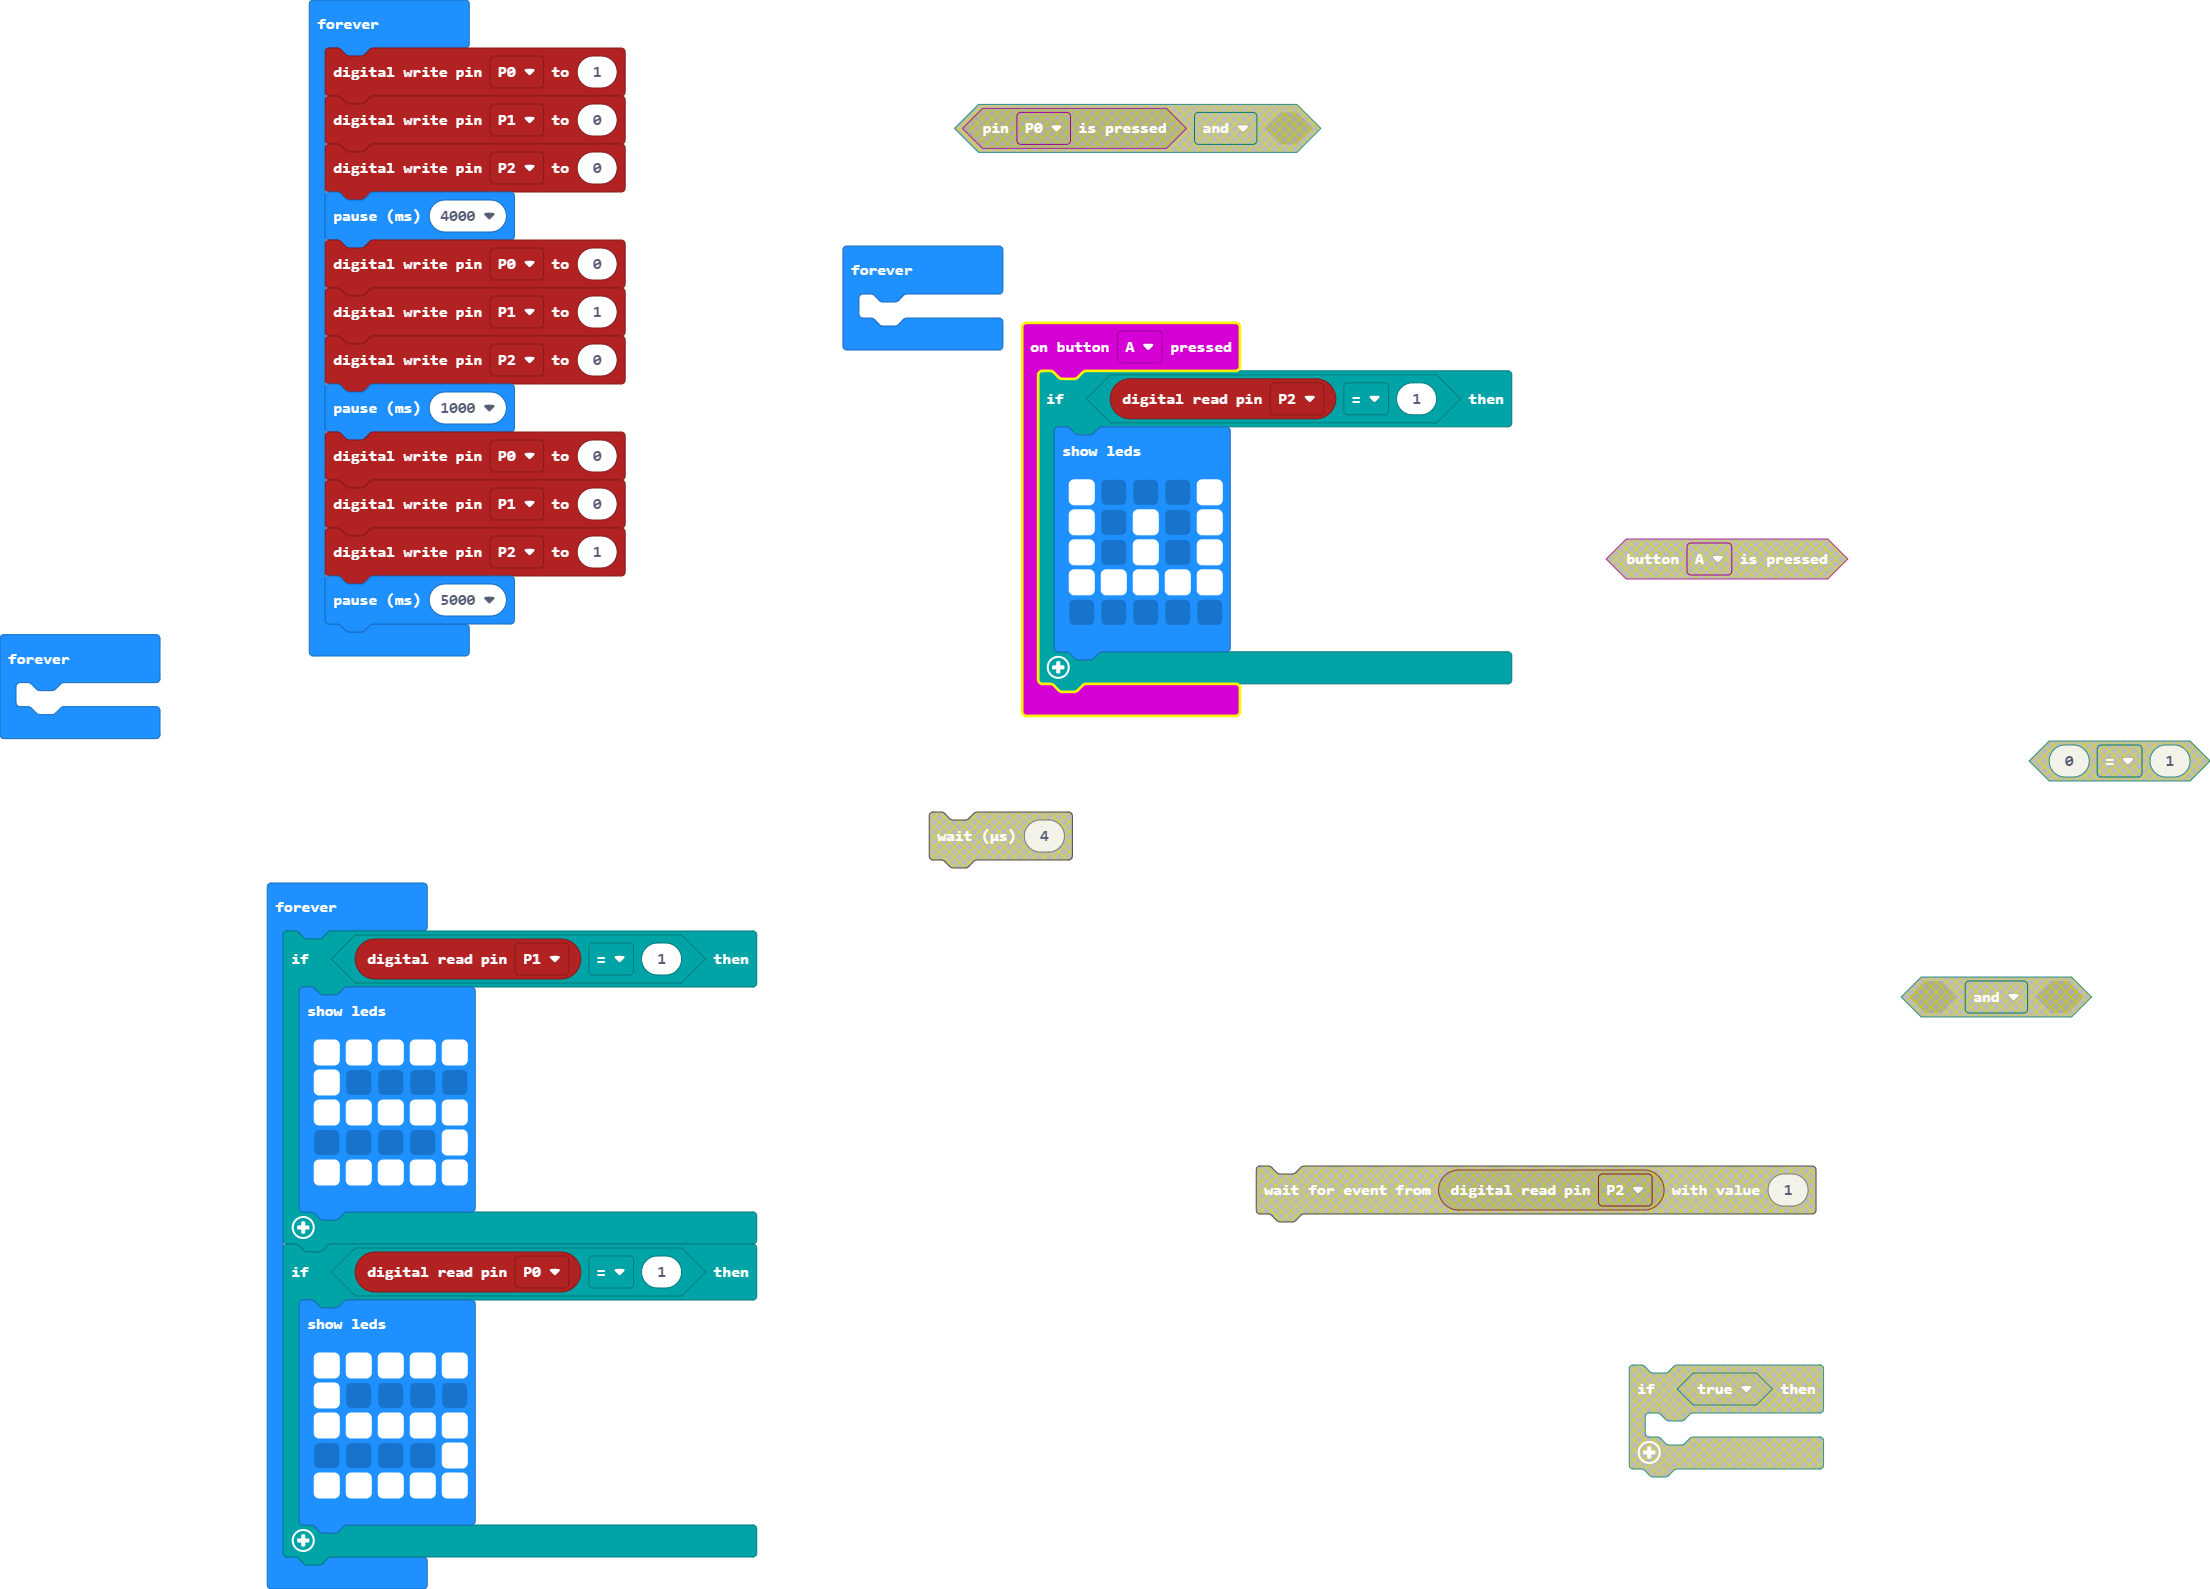 forever
digital write pin P0 to 1
digital write pin P1 to 0
digital write pin P2 to 0
pause (ms) 4000
digital write pin P0 to 0
digital write pin P1 to 1
digital write pin P2 to 0
pause (ms) 1000
digital write pin P0 to 0
digital write pin P1 to 0
digital write pin P2 to 1
pause (ms) 5000
pin P0 is pressed and
forever
on button A pressed
if digital read pin P2 = 1 then
show leds
button A is pressed
forever
0 = 1
wait (µs) 4
forever
if digital read pin P1 = 1 then
show leds
if digital read pin P0 = 1 then
show leds
and
wait for event from digital read pin P2 with value 1
if true then